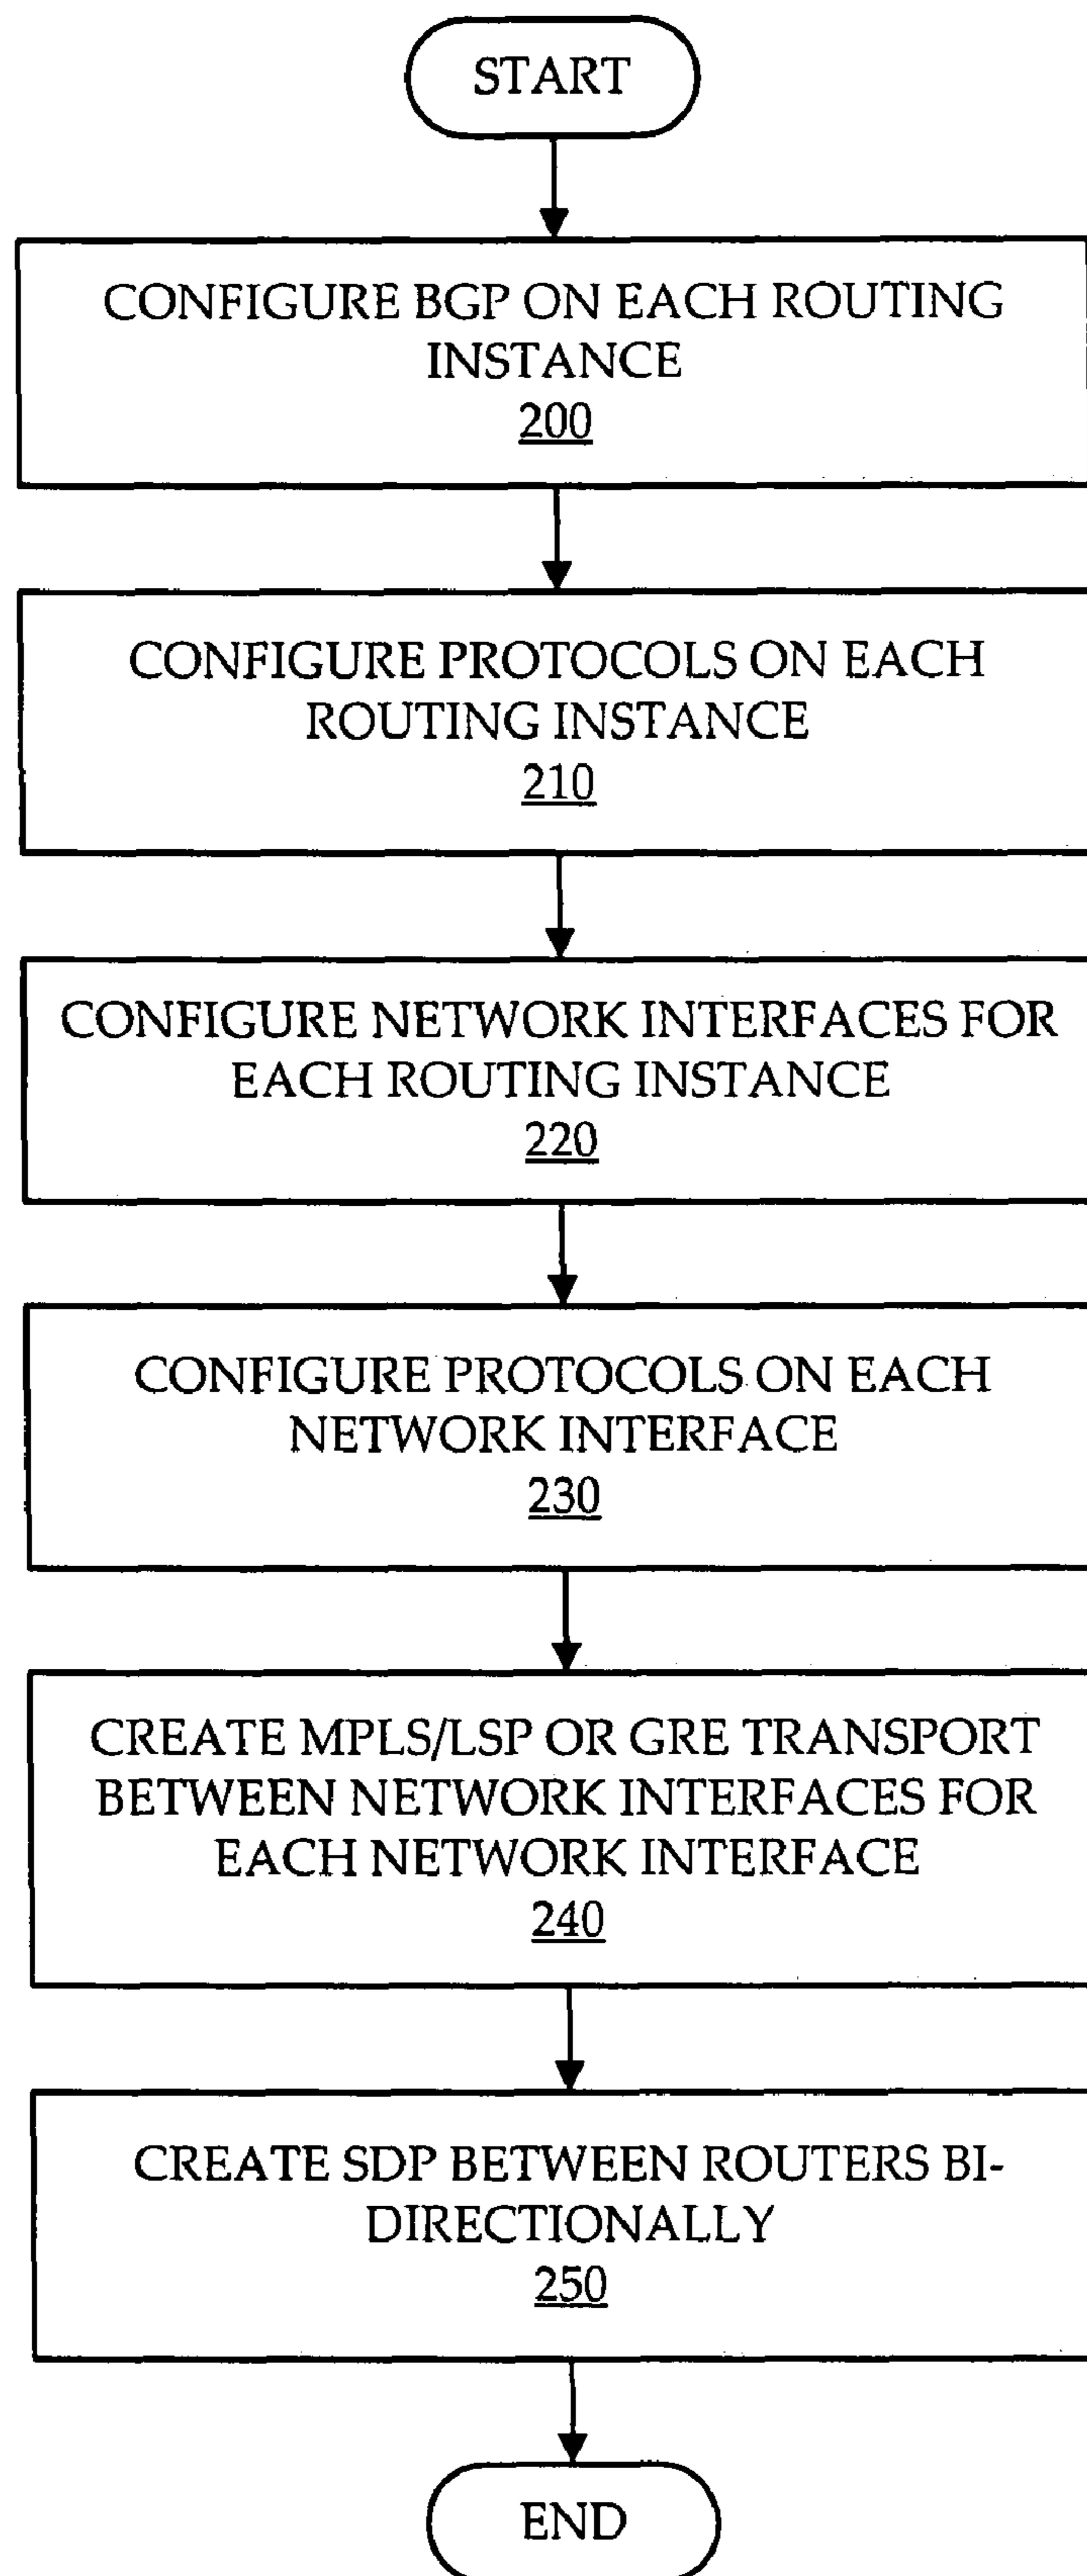 START
CONFIGURE BGP ON EACH ROUTING
INSTANCE
200
CONFIGURE PROTOCOLS ON EACH
ROUTING INSTANCE
210
CONFIGURE NETWORK INTERFACES FOR
EACH ROUTING INSTANCE
220
CONFIGURE PROTOCOLS ON EACH
NETWORK INTERFACE
230
CREATE MPLS/LSP OR GRE TRANSPORT
BETWEEN NETWORK INTERFACES FOR
EACH NETWORK INTERFACE
240
CREATE SDP BETWEEN ROUTERS BI-
DIRECTIONALLY
250
END